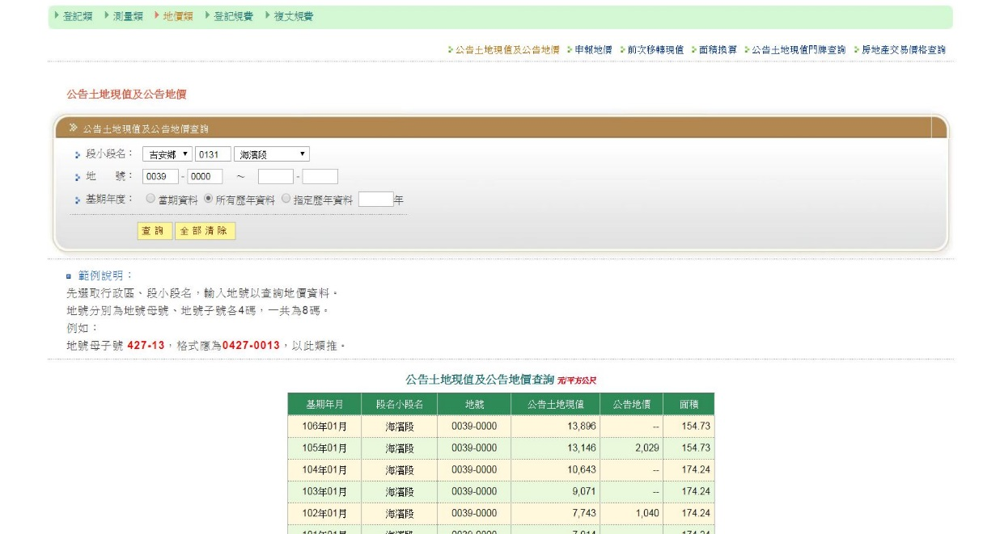 登記類 測量類 地價類 登記規費 複丈規費
公告土地現值及公告地價 申報地價 前次移轉現值 面積換算 公告土地現值門牌查詢 房地產交易價格查詢
公告土地現值及公告地價
公告土地現值及公告地價查詢
段小段名： 吉安鄉 0131 海濱段
地 號： 0039 - 0000 ～ -
基期年度： 當期資料 所有歷年資料 指定歷年資料 年
查詢 全部清除
範例說明：
先選取行政區、段小段名，輸入地號以查詢地價資料。
地號分別為地號母號、地號子號各4碼，一共為8碼。
例如：
地號母子號 427-13，格式應為0427-0013，以此類推。
公告土地現值及公告地價查詢 元/平方公尺
基期年月 段名小段名 地號 公告土地現值 公告地價 面積
106年01月 海濱段 0039-0000 13,896 -- 154.73
105年01月 海濱段 0039-0000 13,146 2,029 154.73
104年01月 海濱段 0039-0000 10,643 -- 174.24
103年01月 海濱段 0039-0000 9,071 -- 174.24
102年01月 海濱段 0039-0000 7,743 1,040 174.24
101年01月 海濱段 0039-0000 7,014 174.24